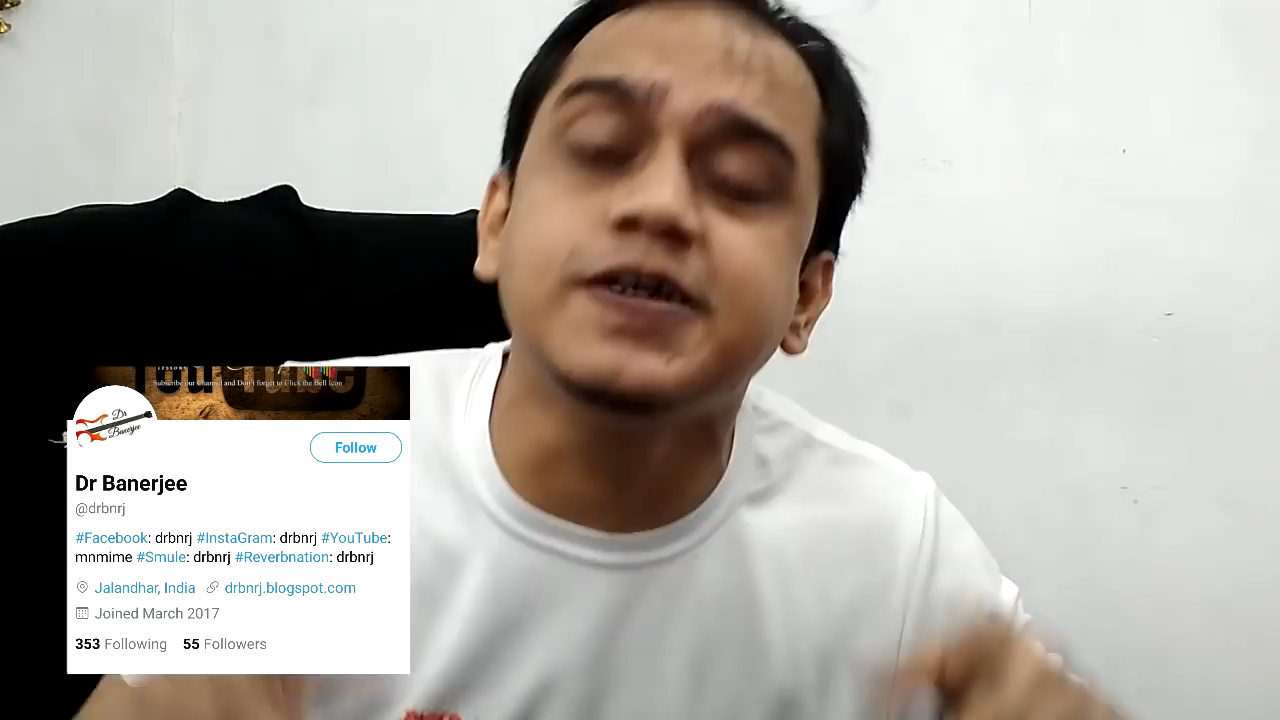 LESSONS
Subscribe our Channel and Don't forget to Click the Bell Icon
Dr
Banerjee
Follow
Dr Banerjee
@drbnrj
#Facebook: drbnrj #InstaGram: drbnrj #YouTube:
mnmime #Smule: drbnrj #Reverbnation: drbnrj
Jalandhar, India drbnrj.blogspot.com
Joined March 2017
353 Following 55 Followers